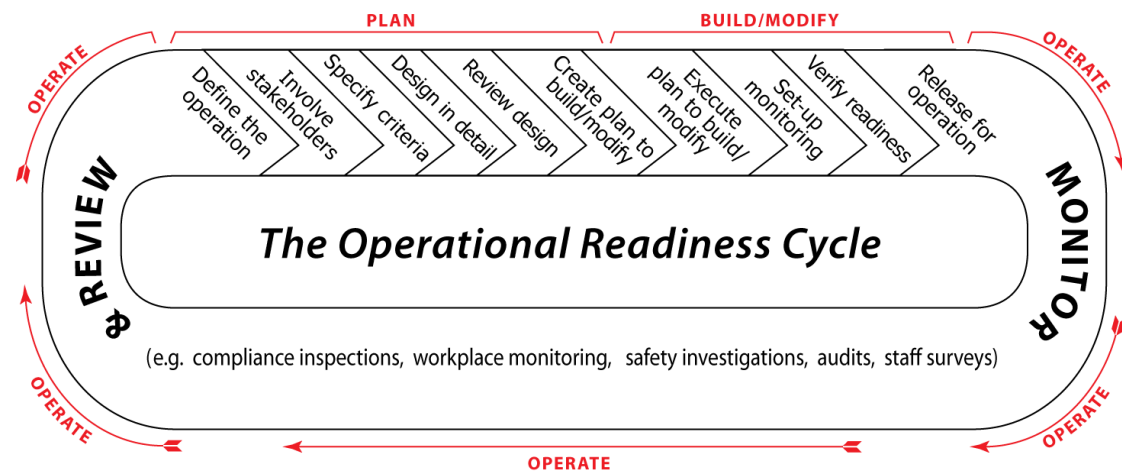 PLAN
BUILD/MODIFY
OPERATE
OPERATE
Define the
operation
Involve
stakeholders
Specify criteria
Design in detail
Review design
Create plan to
build/modify
Execute
plan to build/
modify
Set-up
monitoring
Verify readiness
Release for
operation
MONITOR
& REVIEW
The Operational Readiness Cycle
(e.g. compliance inspections, workplace monitoring, safety investigations, audits, staff surveys)
OPERATE
OPERATE
OPERATE